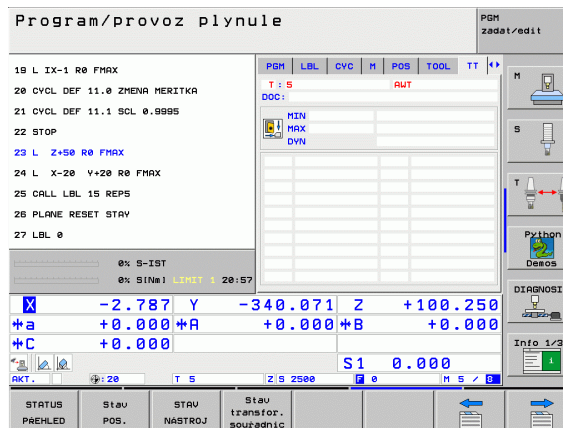 Program/provoz plynule
PGM
zadat/edit
19 L IX-1 R0 FMAX
20 CYCL DEF 11.0 ZMENA MERITKA
21 CYCL DEF 11.1 SCL 0.9995
22 STOP
23 L Z+50 R0 FMAX
24 L X-20 Y+20 R0 FMAX
25 CALL LBL 15 REP5
26 PLANE RESET STAY
27 LBL 0
0% S-IST
0% S[Nm] LIMIT 1 20:57
PGM LBL CYC M POS TOOL TT
T : 5 AWT
DOC:
MIN
MAX
DYN
M
S
T
Python
Demos
DIAGNOSI
Info 1/3
1
X -2.787 Y -340.071 Z +100.250
a +0.000 A +0.000 B +0.000
C +0.000
S1 0.000
AKT. : 20 T 5 Z S 2500 F 0 M 5 / 8
STATUS
PŘEHLED
Stav
POS.
STAV
NÁSTROJ
Stav
transfor.
souřadnic